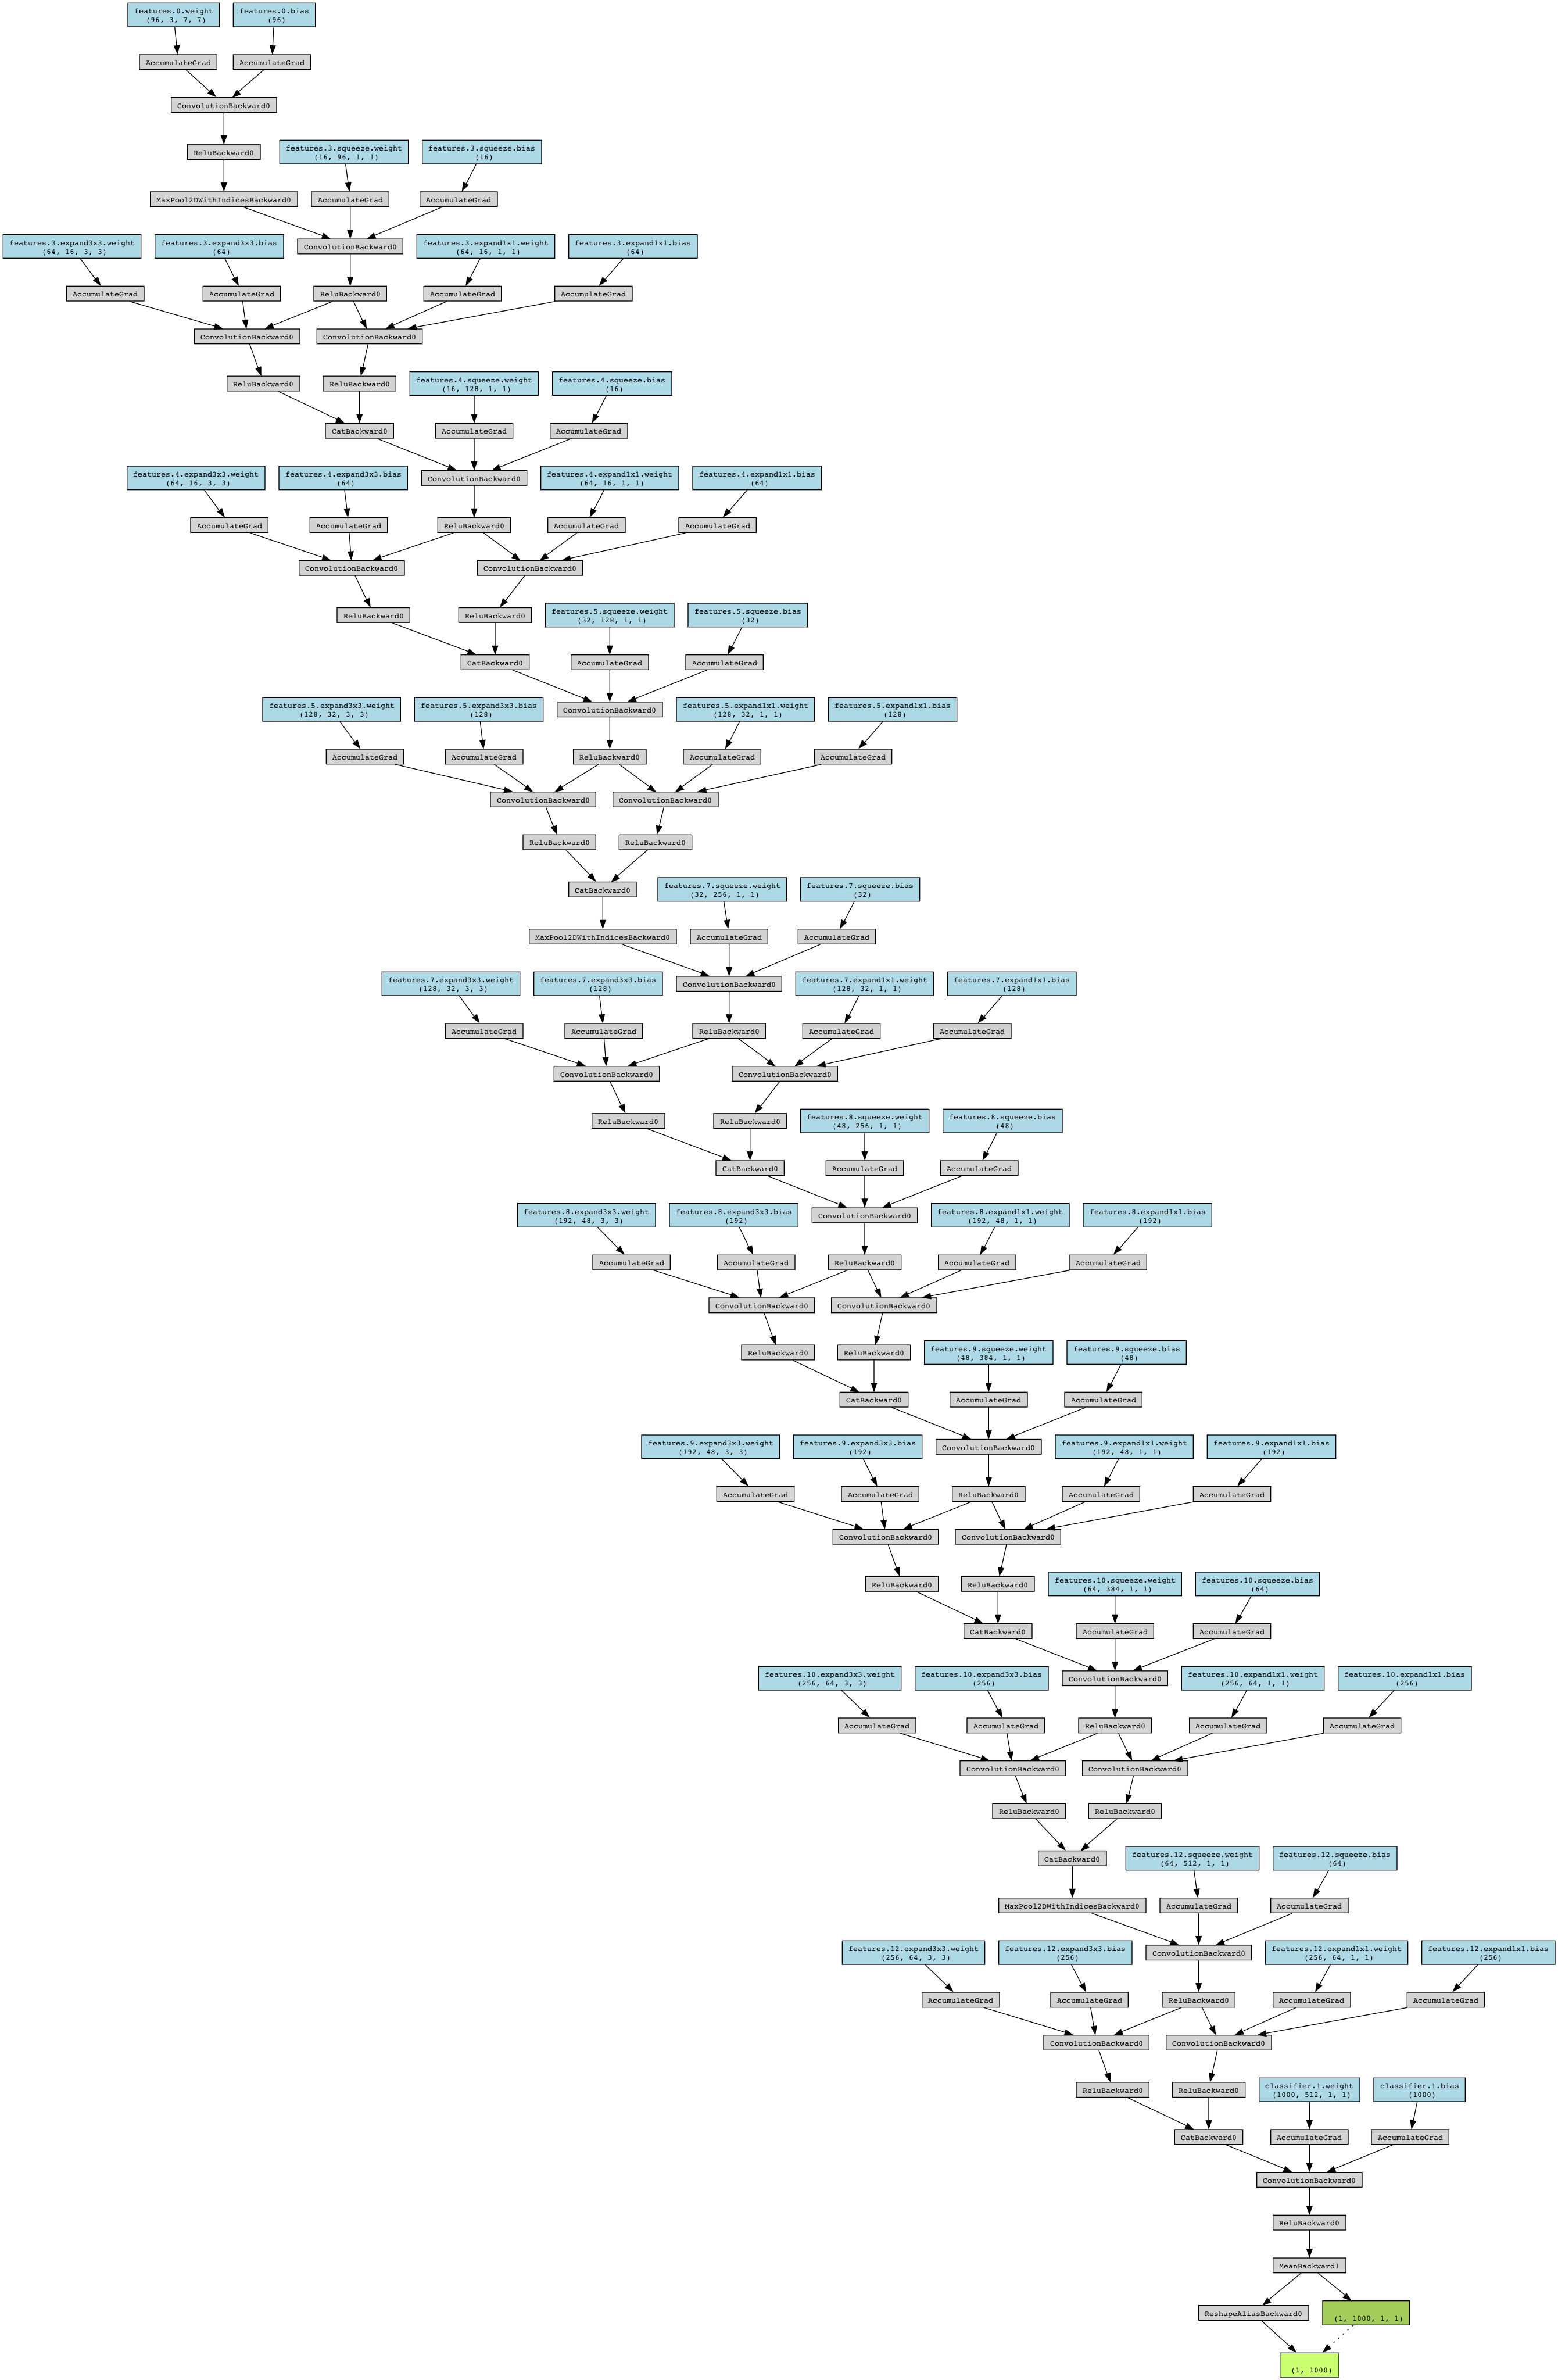 features.0.weight
(96, 3, 7, 7)
features.0.bias
(96)
AccumulateGrad
AccumulateGrad
ConvolutionBackward0
ReluBackward0
features.3.squeeze.weight
(16, 96, 1, 1)
features.3.squeeze.bias
(16)
MaxPool2DWithIndicesBackward0
AccumulateGrad
AccumulateGrad
features.3.expand3x3.weight
(64, 16, 3, 3)
features.3.expand3x3.bias
(64)
ConvolutionBackward0
features.3.expand1x1.weight
(64, 16, 1, 1)
features.3.expand1x1.bias
(64)
AccumulateGrad
AccumulateGrad
ReluBackward0
AccumulateGrad
AccumulateGrad
ConvolutionBackward0
ConvolutionBackward0
ReluBackward0
ReluBackward0
features.4.squeeze.weight
(16, 128, 1, 1)
features.4.squeeze.bias
(16)
CatBackward0
AccumulateGrad
AccumulateGrad
features.4.expand3x3.weight
(64, 16, 3, 3)
features.4.expand3x3.bias
(64)
ConvolutionBackward0
features.4.expand1x1.weight
(64, 16, 1, 1)
features.4.expand1x1.bias
(64)
AccumulateGrad
AccumulateGrad
ReluBackward0
AccumulateGrad
AccumulateGrad
ConvolutionBackward0
ConvolutionBackward0
ReluBackward0
ReluBackward0
features.5.squeeze.weight
(32, 128, 1, 1)
features.5.squeeze.bias
(32)
CatBackward0
AccumulateGrad
AccumulateGrad
features.5.expand3x3.weight
(128, 32, 3, 3)
features.5.expand3x3.bias
(128)
ConvolutionBackward0
features.5.expand1x1.weight
(128, 32, 1, 1)
features.5.expand1x1.bias
(128)
AccumulateGrad
AccumulateGrad
ReluBackward0
AccumulateGrad
AccumulateGrad
ConvolutionBackward0
ConvolutionBackward0
ReluBackward0
ReluBackward0
CatBackward0
features.7.squeeze.weight
(32, 256, 1, 1)
features.7.squeeze.bias
(32)
MaxPool2DWithIndicesBackward0
AccumulateGrad
AccumulateGrad
features.7.expand3x3.weight
(128, 32, 3, 3)
features.7.expand3x3.bias
(128)
ConvolutionBackward0
features.7.expand1x1.weight
(128, 32, 1, 1)
features.7.expand1x1.bias
(128)
AccumulateGrad
AccumulateGrad
ReluBackward0
AccumulateGrad
AccumulateGrad
ConvolutionBackward0
ConvolutionBackward0
ReluBackward0
ReluBackward0
features.8.squeeze.weight
(48, 256, 1, 1)
features.8.squeeze.bias
(48)
CatBackward0
AccumulateGrad
AccumulateGrad
features.8.expand3x3.weight
(192, 48, 3, 3)
features.8.expand3x3.bias
(192)
ConvolutionBackward0
features.8.expand1x1.weight
(192, 48, 1, 1)
features.8.expand1x1.bias
(192)
AccumulateGrad
AccumulateGrad
ReluBackward0
AccumulateGrad
AccumulateGrad
ConvolutionBackward0
ConvolutionBackward0
ReluBackward0
ReluBackward0
features.9.squeeze.weight
(48, 384, 1, 1)
features.9.squeeze.bias
(48)
CatBackward0
AccumulateGrad
AccumulateGrad
features.9.expand3x3.weight
(192, 48, 3, 3)
features.9.expand3x3.bias
(192)
ConvolutionBackward0
features.9.expand1x1.weight
(192, 48, 1, 1)
features.9.expand1x1.bias
(192)
AccumulateGrad
AccumulateGrad
ReluBackward0
AccumulateGrad
AccumulateGrad
ConvolutionBackward0
ConvolutionBackward0
ReluBackward0
ReluBackward0
features.10.squeeze.weight
(64, 384, 1, 1)
features.10.squeeze.bias
(64)
CatBackward0
AccumulateGrad
AccumulateGrad
features.10.expand3x3.weight
(256, 64, 3, 3)
features.10.expand3x3.bias
(256)
ConvolutionBackward0
features.10.expand1x1.weight
(256, 64, 1, 1)
features.10.expand1x1.bias
(256)
AccumulateGrad
AccumulateGrad
ReluBackward0
AccumulateGrad
AccumulateGrad
ConvolutionBackward0
ConvolutionBackward0
ReluBackward0
ReluBackward0
CatBackward0
features.12.squeeze.weight
(64, 512, 1, 1)
features.12.squeeze.bias
(64)
MaxPool2DWithIndicesBackward0
AccumulateGrad
AccumulateGrad
features.12.expand3x3.weight
(256, 64, 3, 3)
features.12.expand3x3.bias
(256)
ConvolutionBackward0
features.12.expand1x1.weight
(256, 64, 1, 1)
features.12.expand1x1.bias
(256)
AccumulateGrad
AccumulateGrad
ReluBackward0
AccumulateGrad
AccumulateGrad
ConvolutionBackward0
ConvolutionBackward0
ReluBackward0
ReluBackward0
classifier.1.weight
(1000, 512, 1, 1)
classifier.1.bias
(1000)
CatBackward0
AccumulateGrad
AccumulateGrad
ConvolutionBackward0
ReluBackward0
MeanBackward1
ReshapeAliasBackward0
(1, 1000, 1, 1)
(1, 1000)